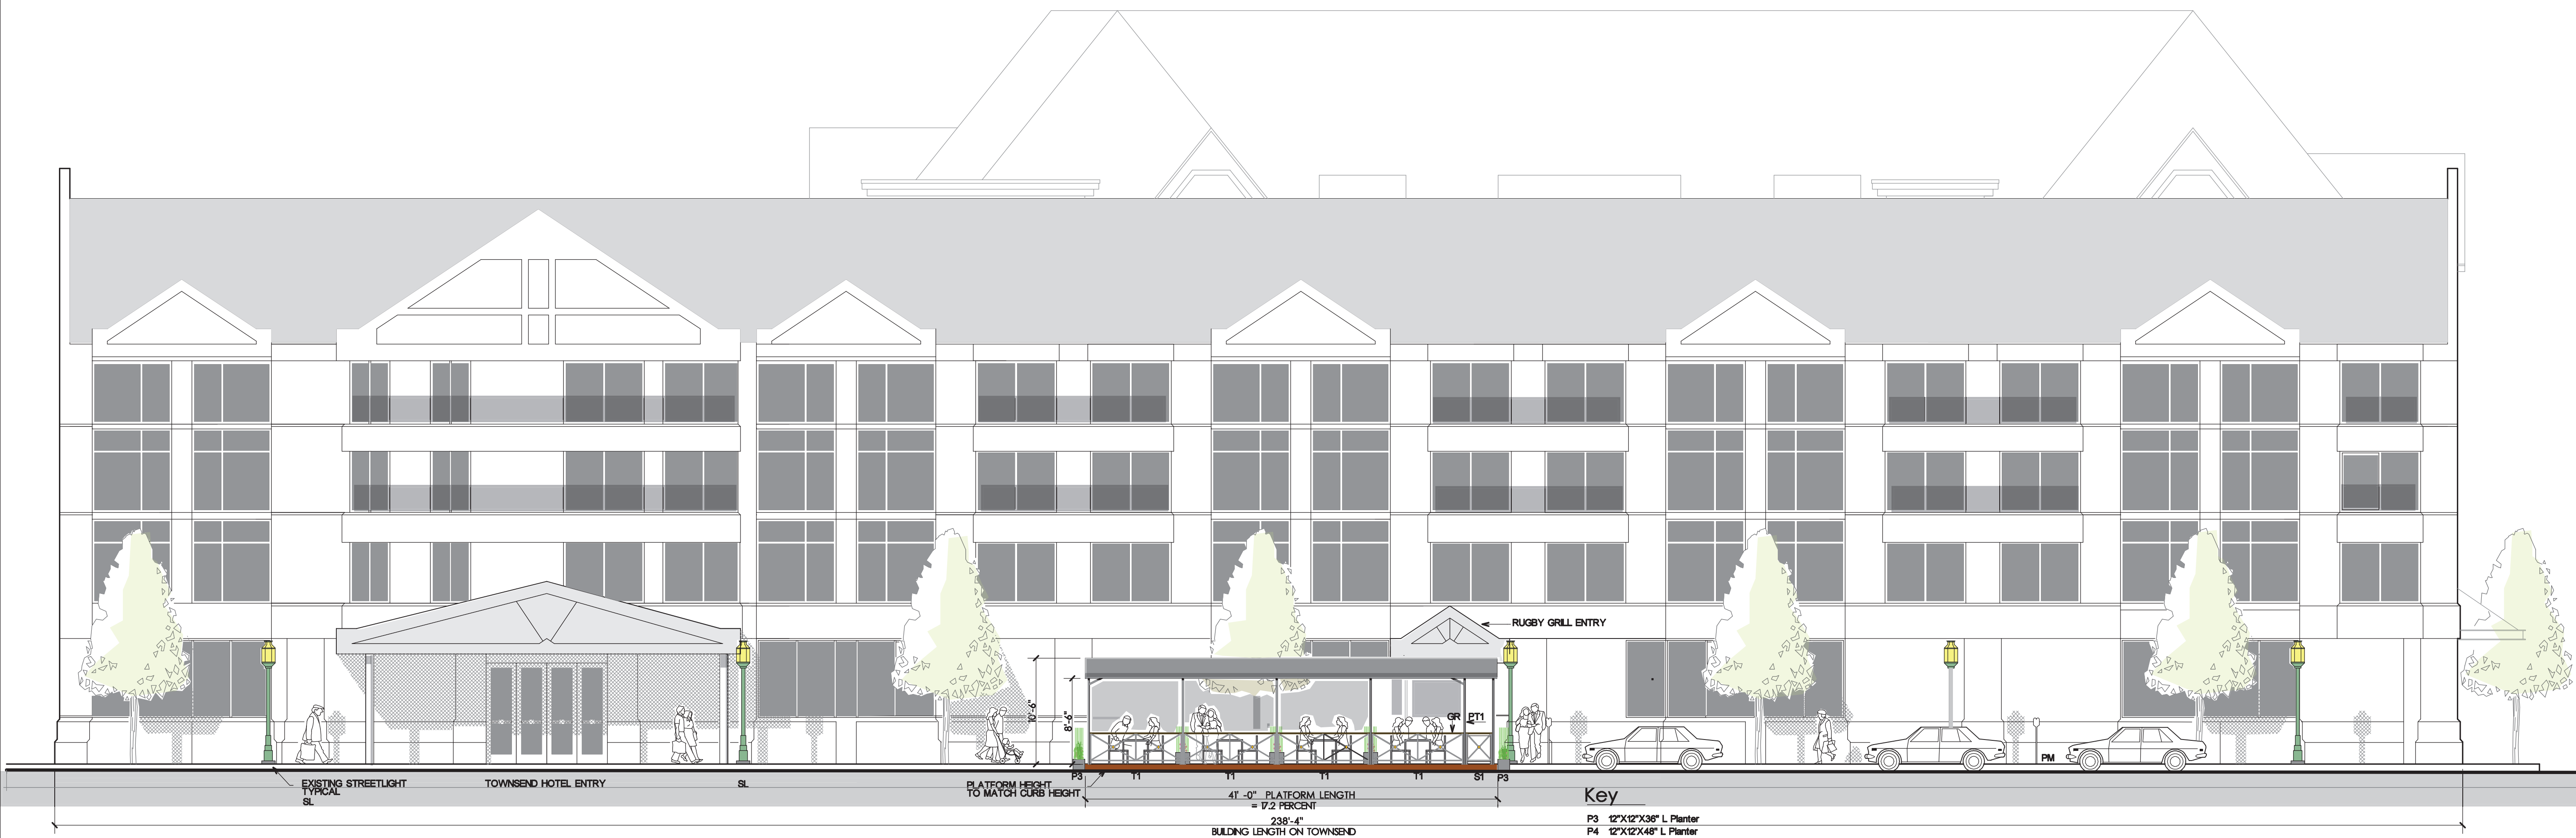 RUGBY GRILL ENTRY
10'-6"
8'-6"
GR
PT1
PM
P3
T1
T1
T1
T1
S1
P3
EXISTING STREETLIGHT
TYPICAL
SL
TOWNSEND HOTEL ENTRY
SL
PLATFORM HEIGHT
TO MATCH CURB HEIGHT
41' -0" PLATFORM LENGTH
= 17.2 PERCENT
238'-4"
BUILDING LENGTH ON TOWNSEND
Key
P3 12"X12"X36" L Planter
P4 12"X12'X48" L Planter